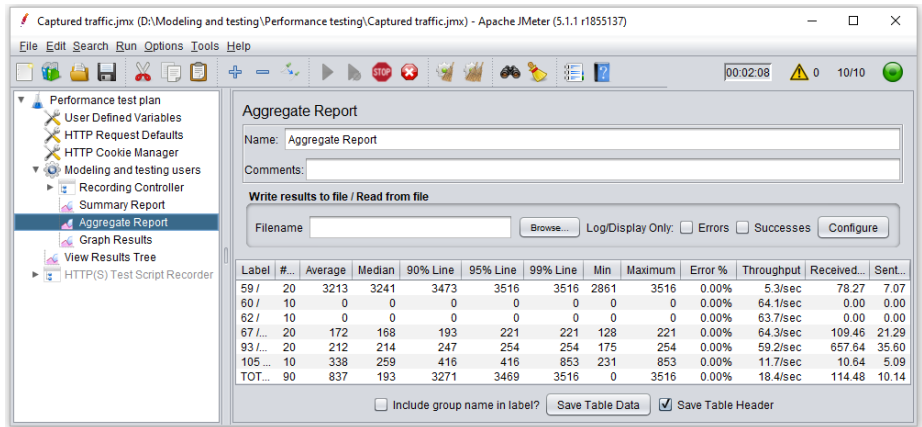 Captured traffic.jmx (D:\Modeling and testing\Performance testing\Captured traffic.jmx) - Apache JMeter (5.1.1 r1855137)
File Edit Search Run Options Tools Help
STOP 00:02:08 0 10/10
Performance test plan
User Defined Variables
HTTP Request Defaults
HTTP Cookie Manager
Modeling and testing users
Recording Controller
Summary Report
Aggregate Report
Graph Results
View Results Tree
HTTP(S) Test Script Recorder
Aggregate Report
Name: Aggregate Report
Comments:
Write results to file / Read from file
Filename Browse... Log/Display Only: Errors Successes Configure
Label #... Average Median 90% Line 95% Line 99% Line Min Maximum Error % Throughput Received... Sent...
59 / 20 3213 3241 3473 3516 3516 2861 3516 0.00% 5.3/sec 78.27 7.07
60 / 10 0 0 0 0 0 0 0 0.00% 64.1/sec 0.00 0.00
62 / 10 0 0 0 0 0 0 0 0.00% 63.7/sec 0.00 0.00
67 /... 20 172 168 193 221 221 128 221 0.00% 64.3/sec 109.46 21.29
93 /... 20 212 214 247 254 254 175 254 0.00% 59.2/sec 657.64 35.60
105 ... 10 338 259 416 416 853 231 853 0.00% 11.7/sec 10.64 5.09
TOT... 90 837 193 3271 3469 3516 0 3516 0.00% 18.4/sec 114.48 10.14
Include group name in label? Save Table Data Save Table Header